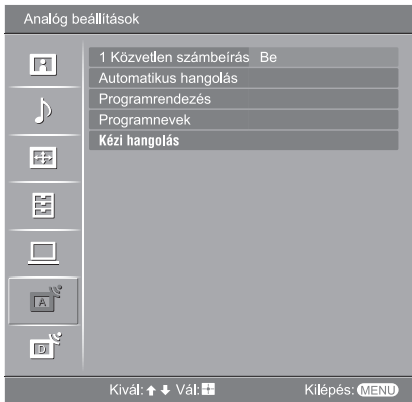 Analóg beállítások
1 Közvetlen számbeírás Be
Automatikus hangolás
Programrendezés
Programnevek
Kézi hangolás
A
D
Kivál: Vál: Kilépés: MENU